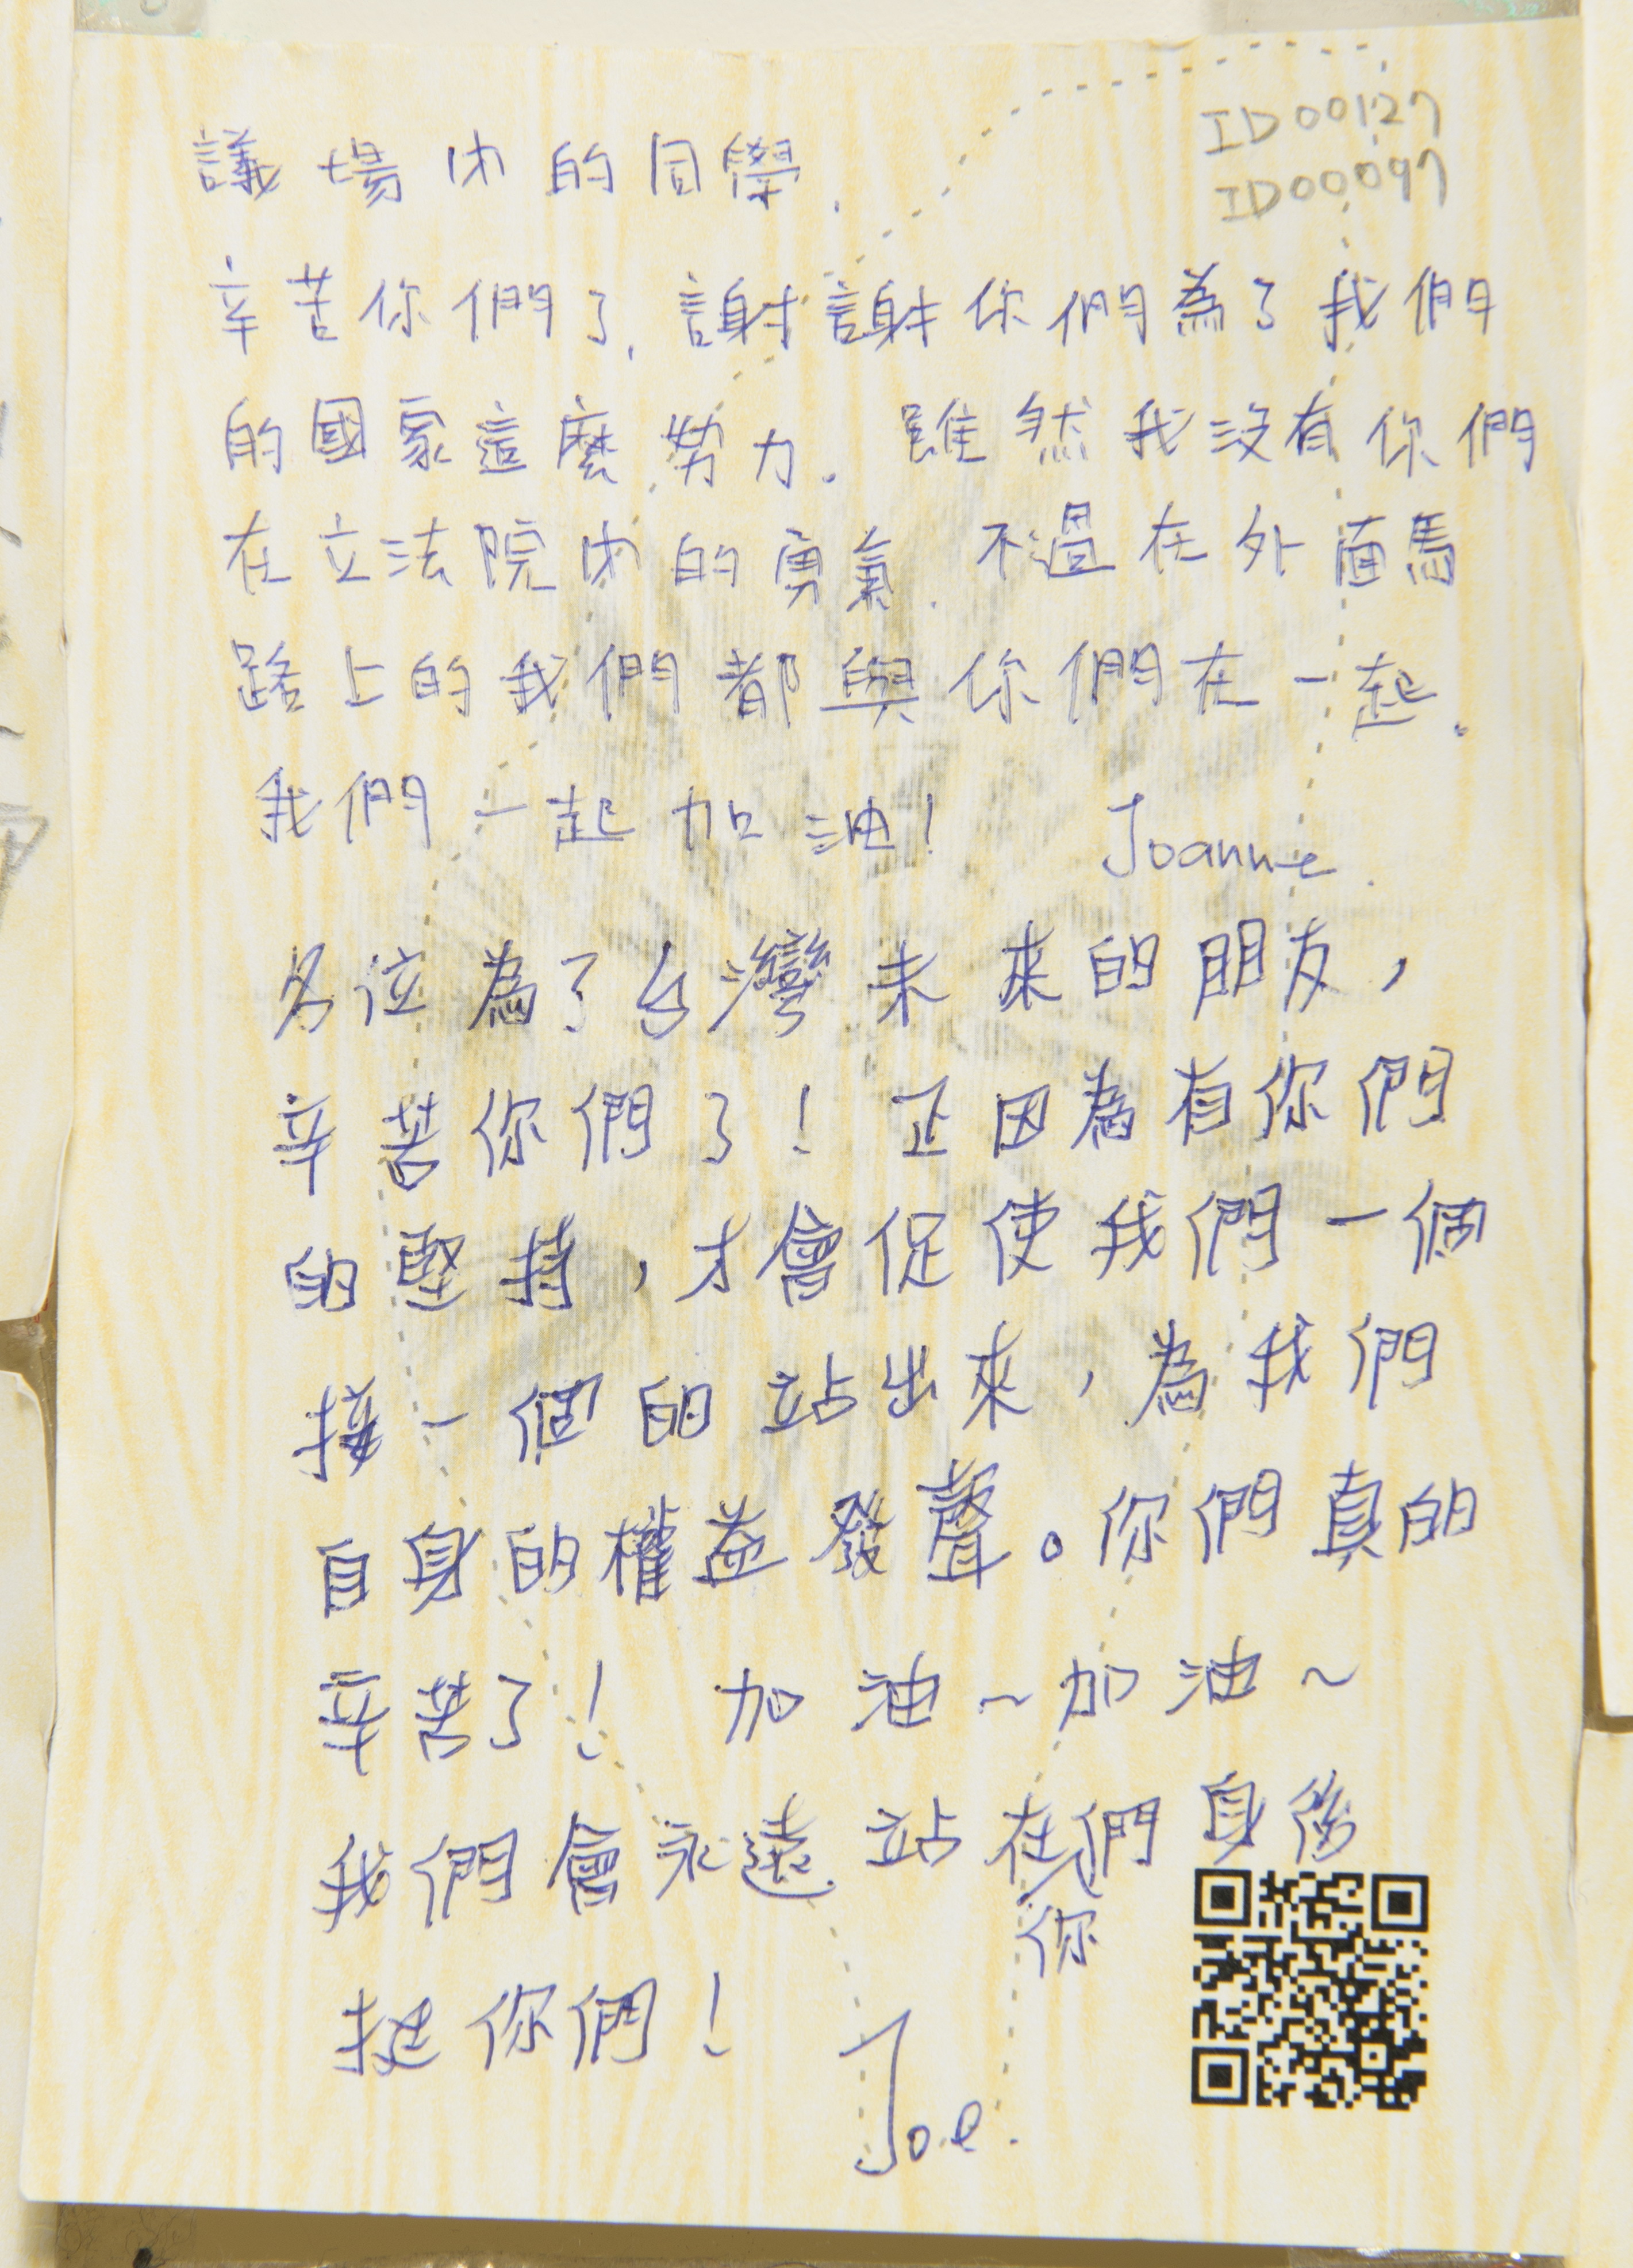 ID00127
ID00097
議場內的同學.
辛苦你們了.謝謝你們為了我們
的國家這麼努力. 雖然我沒有你們
在立法院內的勇氣.不過在外面馬
路上的我們都與你們在一起.
我們一起加油! Joanne.
各位為了台灣未來的朋友,
辛苦你們了!正因為有你們
的堅持,才會促使我們一個
接一個的站出來,為我們
自身的權益發聲。你們真的
辛苦了! 加油~加油~
我們會永遠站在你們身後
挺你們! Joe.